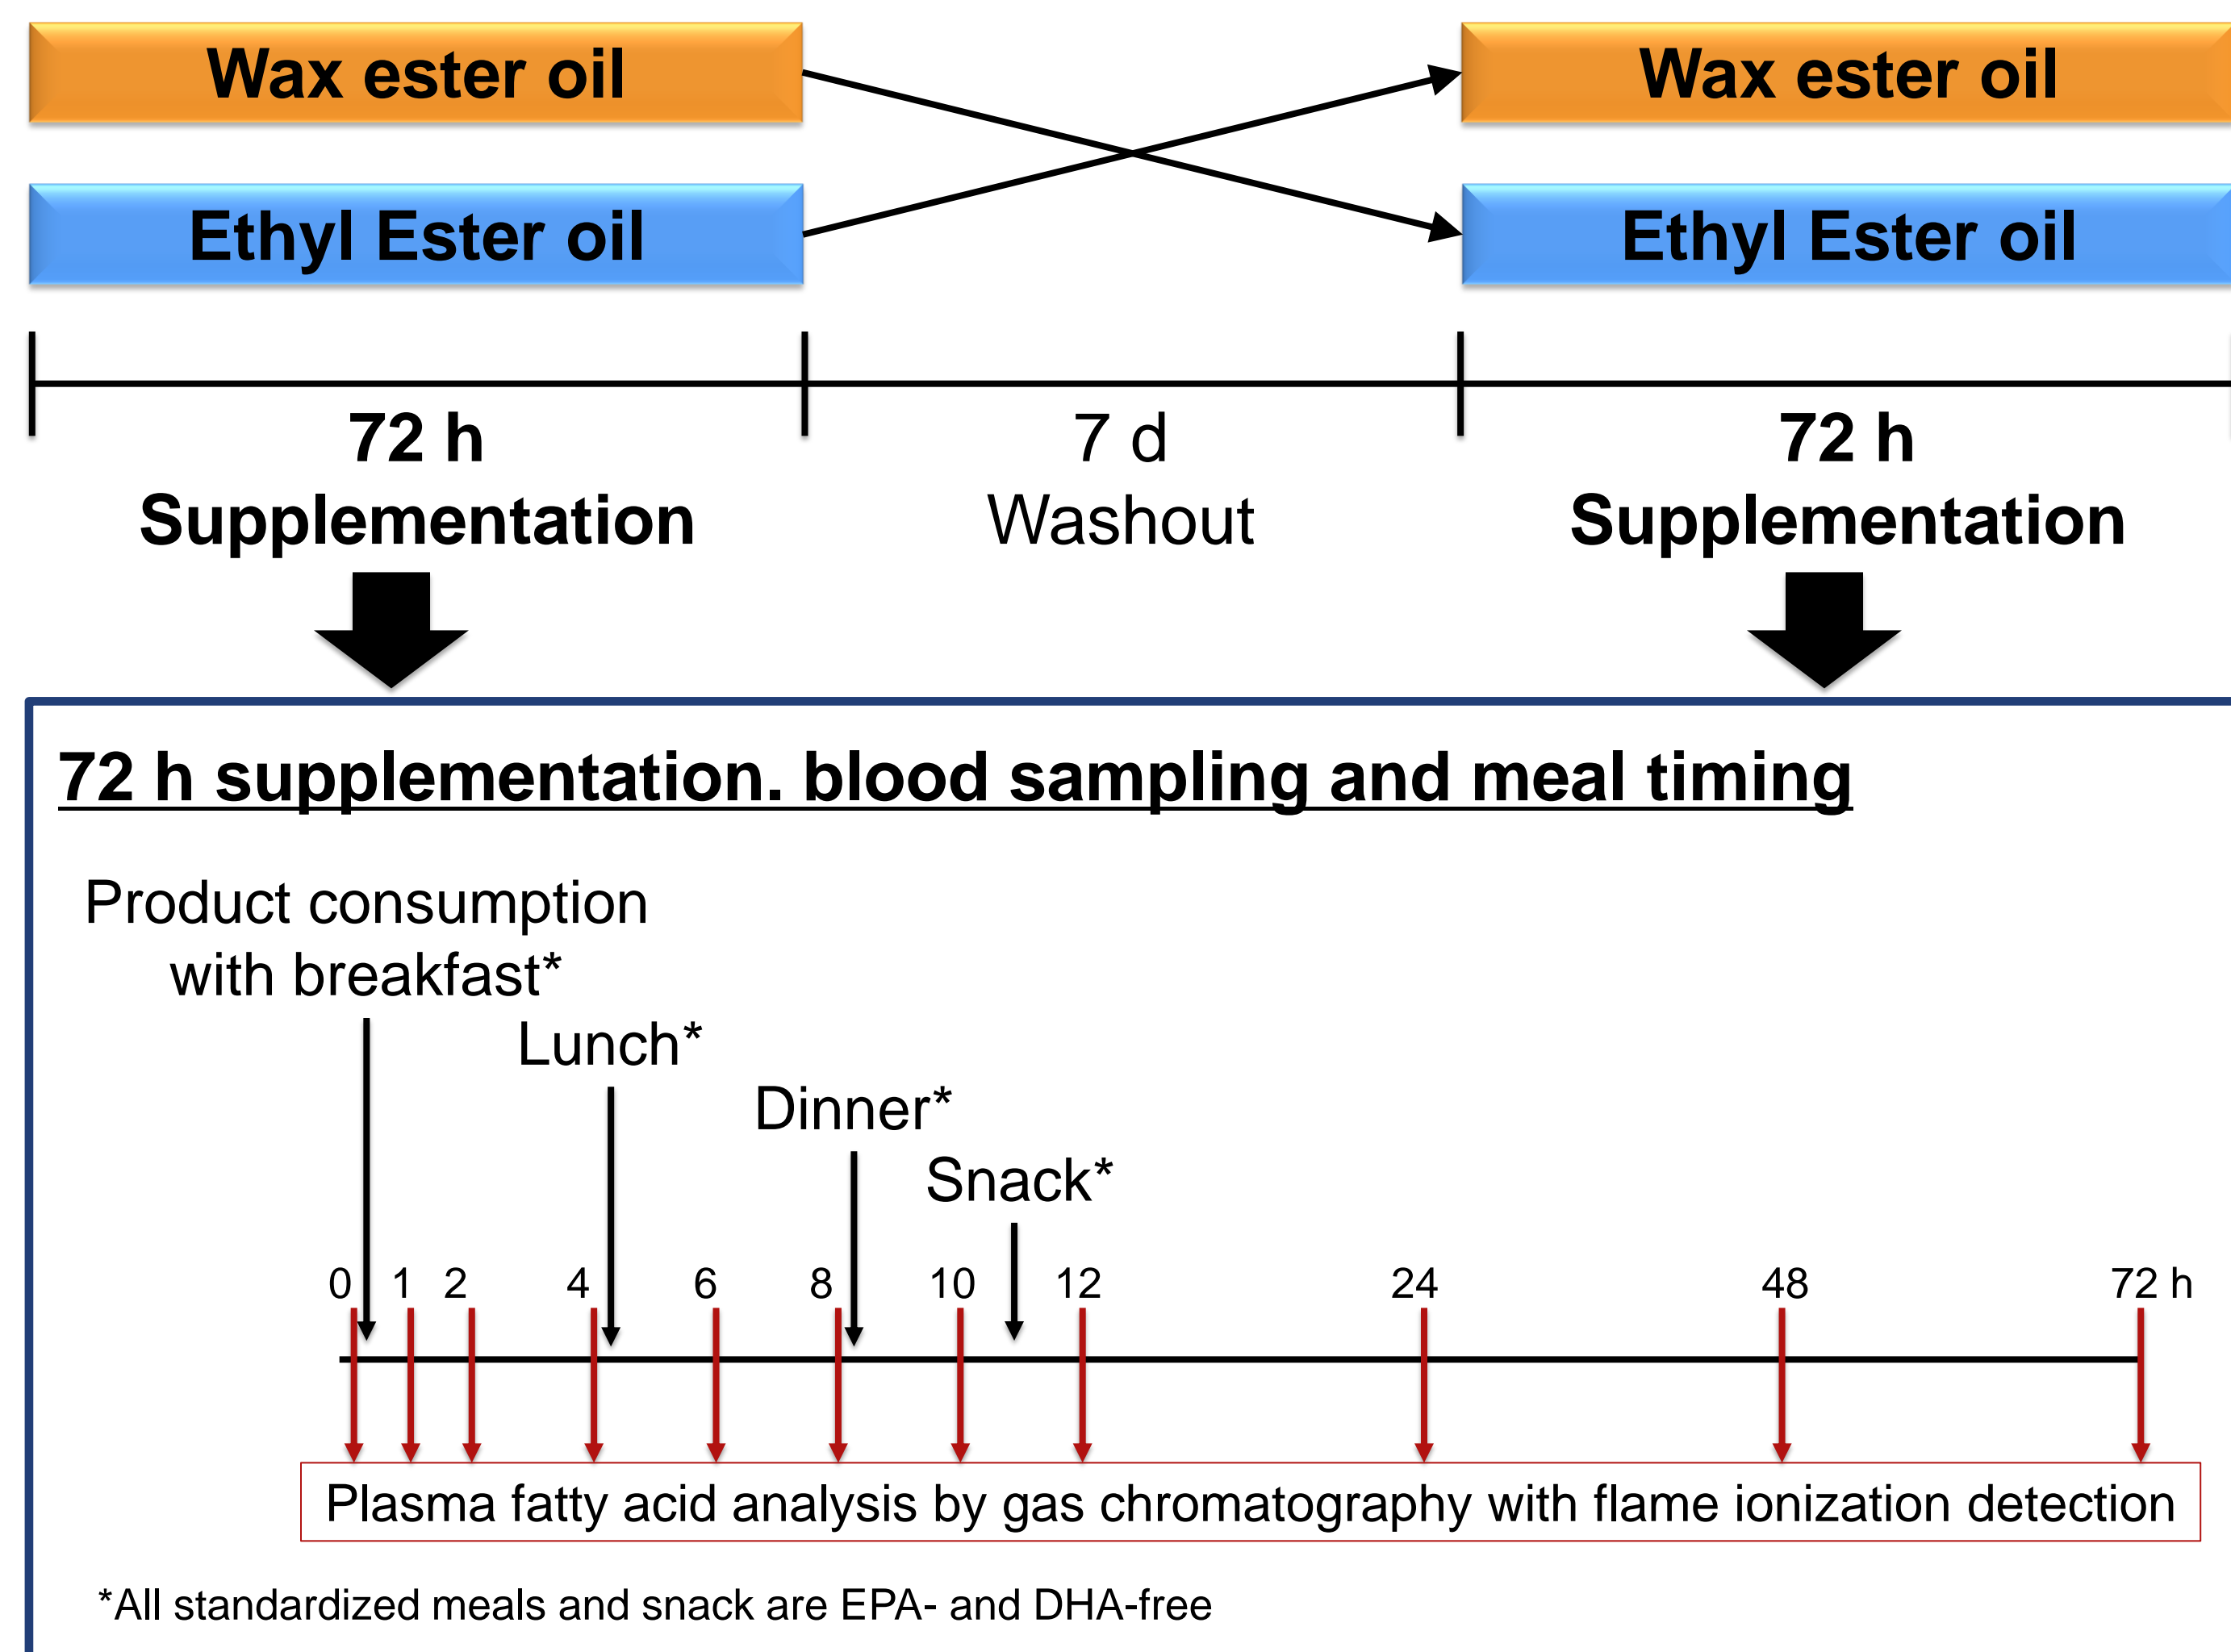 Wax ester oil
Wax ester oil
Ethyl Ester oil
Ethyl Ester oil
72 h
Supplementation
7 d
Washout
72 h
Supplementation
72 h supplementation. blood sampling and meal timing
Product consumption
with breakfast*
Lunch*
Dinner*
Snack*
0 1 2 4 6 8 10 12 24 48 72 h
Plasma fatty acid analysis by gas chromatography with flame ionization detection
*All standardized meals and snack are EPA- and DHA-free